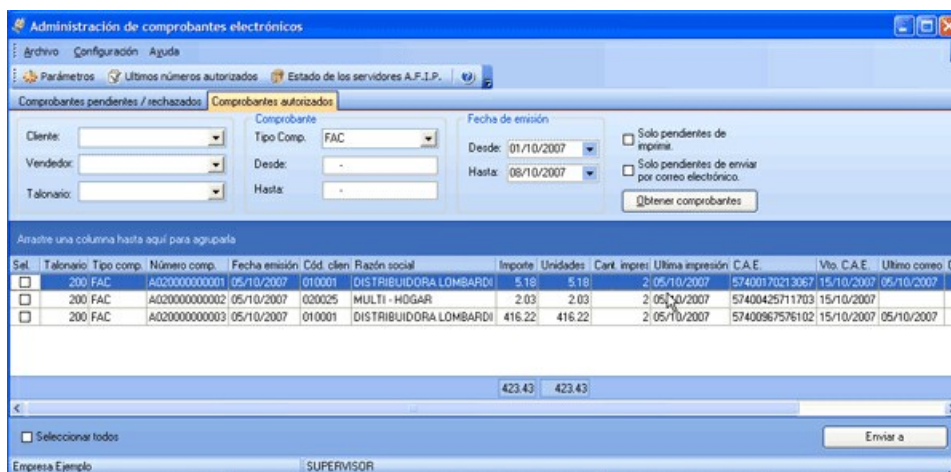 Administración de comprobantes electrónicos
Archivo Configuración Ayuda
Parámetros Ultimos números autorizados Estado de los servidores A.F.I.P.
Comprobantes pendientes / rechazados Comprobantes autorizados
Comprobante Fecha de emisión
Cliente: Tipo Comp. FAC Desde: 01/10/2007 Solo pendientes de imprimir.
Vendedor: Desde: - Hasta: 08/10/2007 Solo pendientes de enviar por correo electrónico.
Talonario: Hasta: - Obtener comprobantes
Arrastre una columna hasta aquí para agruparla
Sel. Talonario Tipo comp. Número comp. Fecha emisión Cód. clien Razón social Importe Unidades Cant. impres Ultima impresión C.A.E. Vto. C.A.E. Ultimo correo
200 FAC A020000000001 05/10/2007 010001 DISTRIBUIDORA LOMBARDI 5.18 5.18 2 05/10/2007 57400170213067 15/10/2007 05/10/2007
200 FAC A020000000002 05/10/2007 020025 MULTI - HOGAR 2.03 2.03 2 05/10/2007 57400425711703 15/10/2007
200 FAC A020000000003 05/10/2007 010001 DISTRIBUIDORA LOMBARDI 416.22 416.22 2 05/10/2007 57400967576102 15/10/2007 05/10/2007
423.43 423.43
Seleccionar todos Enviar a
Empresa Ejemplo SUPERVISOR